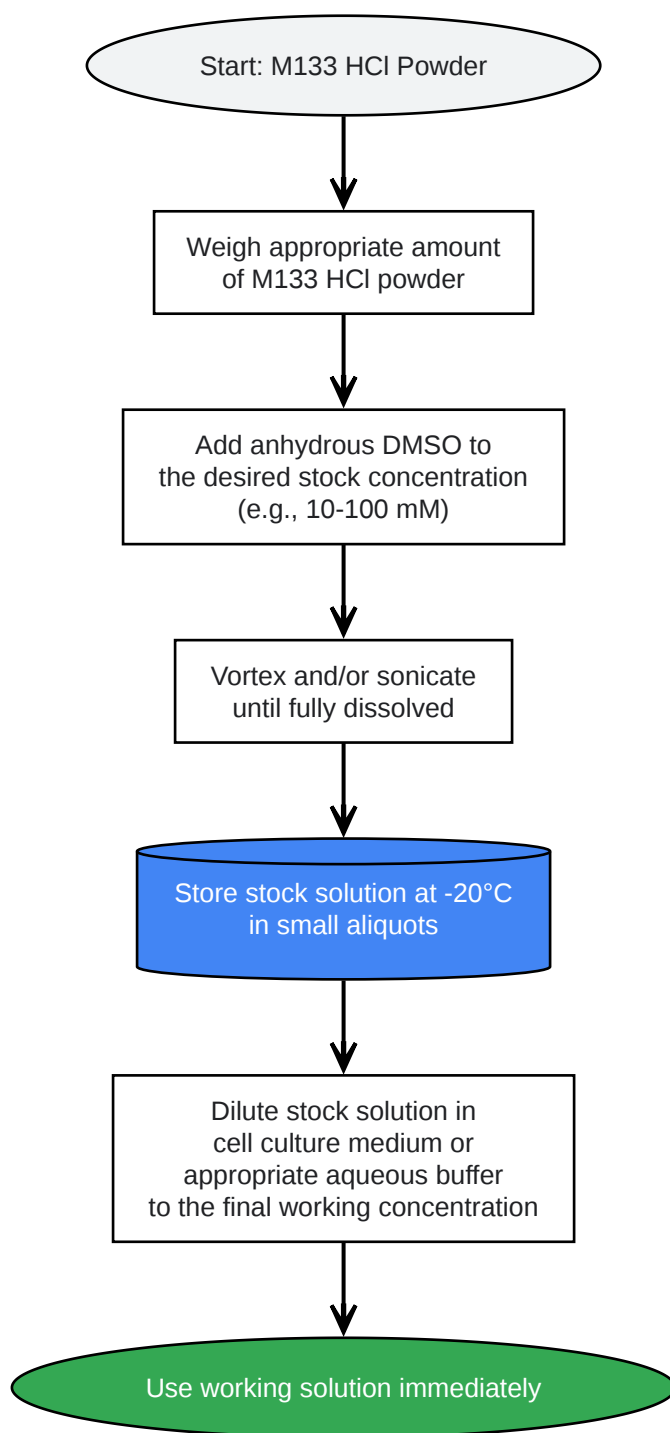 Start: M133 HCl Powder
Weigh appropriate amount
of M133 HCl powder
Add anhydrous DMSO to
the desired stock concentration
(e.g., 10-100 mM)
Vortex and/or sonicate
until fully dissolved
Store stock solution at -20°C
in small aliquots
Dilute stock solution in
cell culture medium or
appropriate aqueous buffer
to the final working concentration
Use working solution immediately